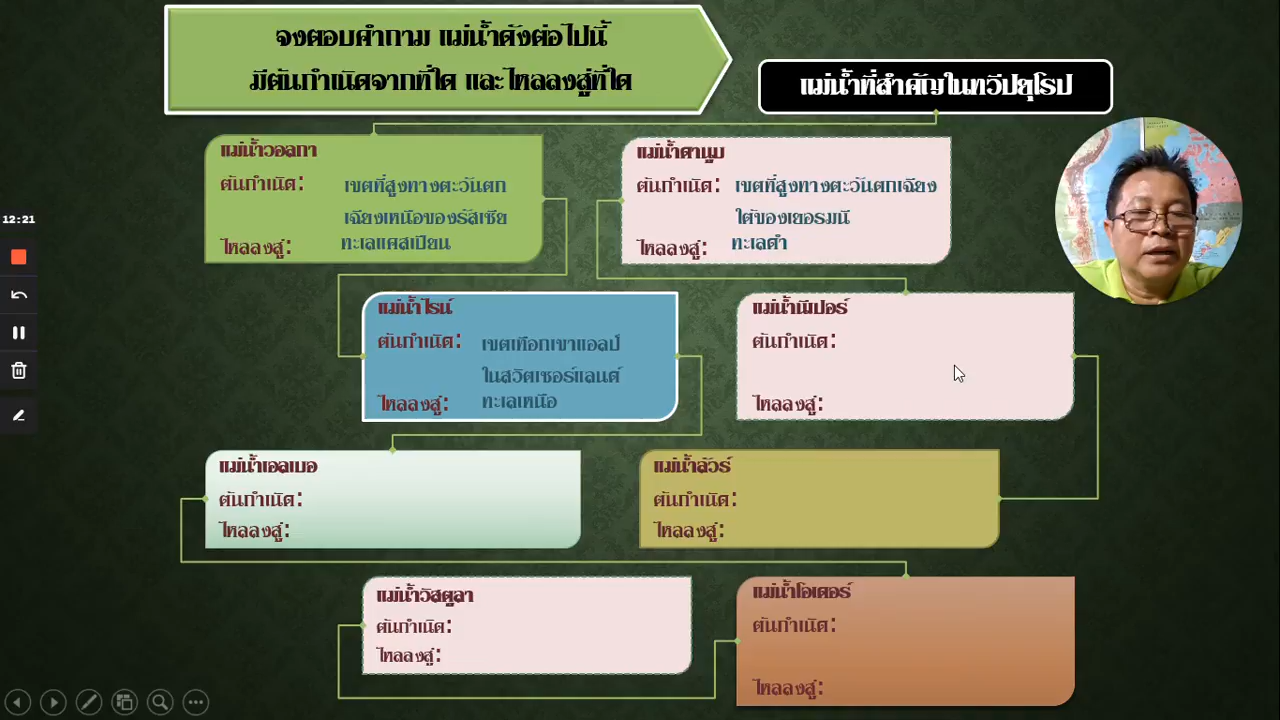 จงตอบคำถาม แม่น้ำดังต่อไปนี้
มีต้นกำเนิดจากที่ใด และไหลลงสู่ที่ใด
แม่น้ำที่สำคัญในทวีปยุโรป
แม่น้ำวอลกา
ต้นกำเนิด: เขตที่สูงทางตะวันตก
เฉียงเหนือของรัสเซีย
ไหลลงสู่: ทะเลแคสเปียน
แม่น้ำดานูบ
ต้นกำเนิด: เขตที่สูงทางตะวันตกเฉียง
ใต้ของเยอรมนี
ไหลลงสู่: ทะเลดำ
12:21
แม่น้ำไรน์
ต้นกำเนิด: เขตเทือกเขาแอลป์
ในสวิตเซอร์แลนด์
ไหลลงสู่: ทะเลเหนือ
แม่น้ำนีเปอร์
ต้นกำเนิด:
ไหลลงสู่:
แม่น้ำเอลเบอ
ต้นกำเนิด:
ไหลลงสู่:
แม่น้ำลัวร์
ต้นกำเนิด:
ไหลลงสู่:
แม่น้ำวิสตูลา
ต้นกำเนิด:
ไหลลงสู่:
แม่น้ำโอเดอร์
ต้นกำเนิด:
ไหลลงสู่: